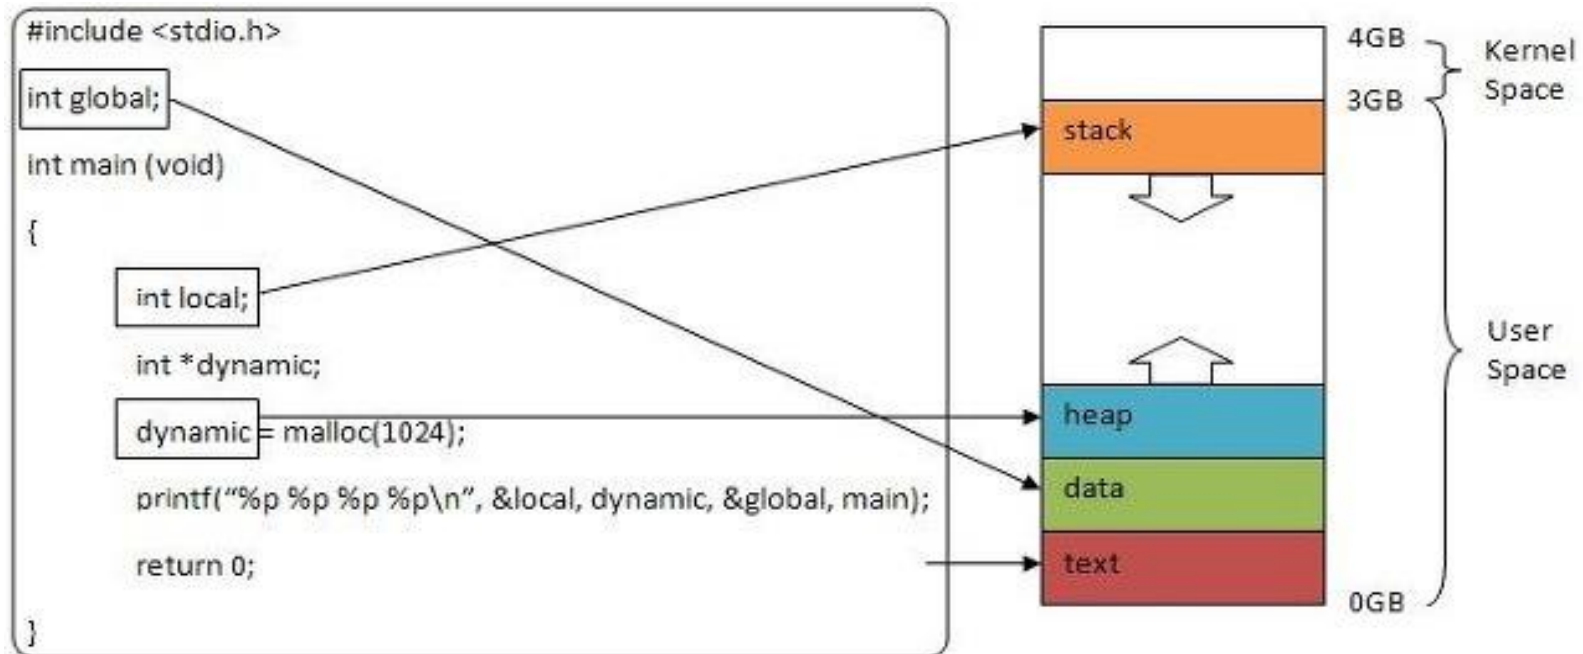 #include <stdio.h>
int global;
int main (void)
{
int local;
int *dynamic;
dynamic = malloc(1024);
printf(“%p %p %p %p\n”, &local, dynamic, &global, main);
return 0;
}
stack
heap
data
text
4GB
3GB
0GB
Kernel
Space
User
Space